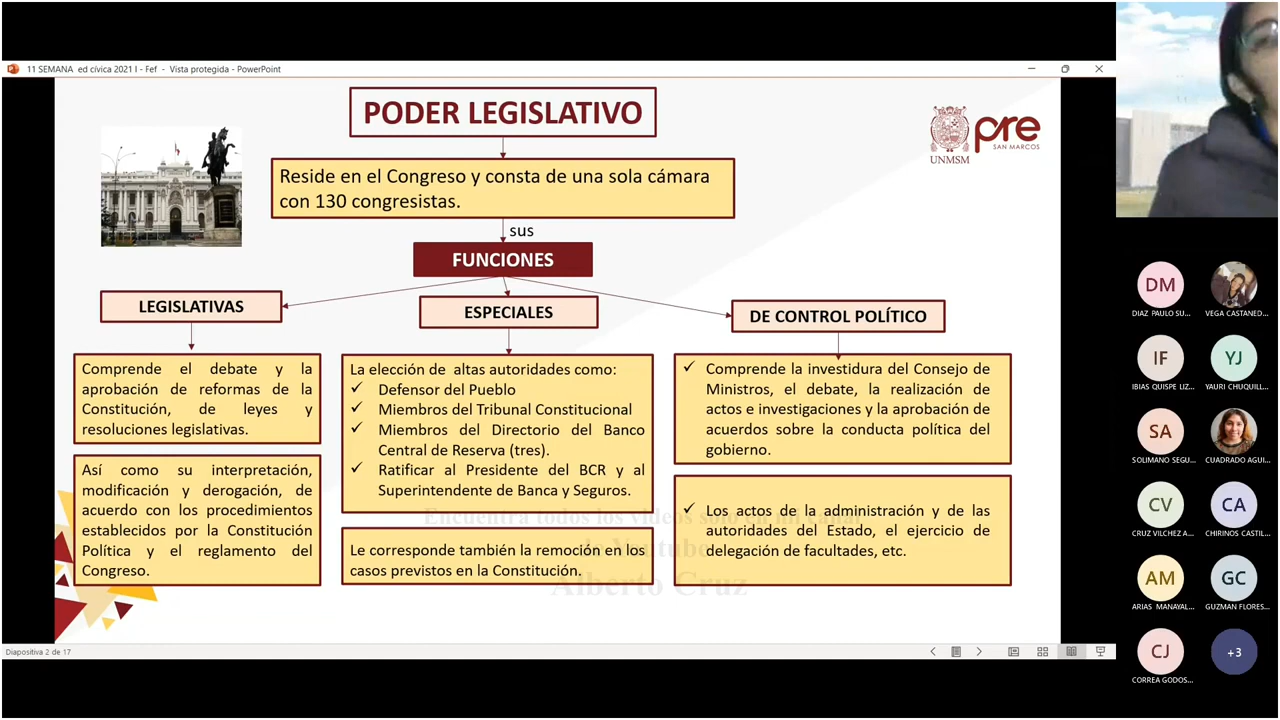 11 SEMANA ed cívica 2021 I - Fef - Vista protegida - PowerPoint
PODER LEGISLATIVO
UNMSM
pre
SAN MARCOS
Reside en el Congreso y consta de una sola cámara
con 130 congresistas.
sus
FUNCIONES
LEGISLATIVAS
Comprende el debate y la
aprobación de reformas de la
Constitución, de leyes y
resoluciones legislativas.
Así como su interpretación,
modificación y derogación, de
acuerdo con los procedimientos
establecidos por la Constitución
Política y el reglamento del
Congreso.
ESPECIALES
La elección de altas autoridades como:
✓ Defensor del Pueblo
✓ Miembros del Tribunal Constitucional
✓ Miembros del Directorio del Banco
Central de Reserva (tres).
✓ Ratificar al Presidente del BCR y al
Superintendente de Banca y Seguros.
Le corresponde también la remoción en los
casos previstos en la Constitución.
DE CONTROL POLÍTICO
✓ Comprende la investidura del Consejo de
Ministros, el debate, la realización de
actos e investigaciones y la aprobación de
acuerdos sobre la conducta política del
gobierno.
✓ Los actos de la administración y de las
autoridades del Estado, el ejercicio de
delegación de facultades, etc.
Encuentra todos los videos solo en mi canal
de Youtube
Alberto Cruz
Diapositiva 2 de 17
DM
DIAZ PAULO SU...
VEGA CASTANED...
IF
IBIAS QUISPE LIZ...
YJ
YAURI CHUQUILL...
SA
SOLIMANO SEGU...
CUADRADO AGUI...
CV
CRUZ VILCHEZ A...
CA
CHIRINOS CASTIL...
AM
ARIAS MANAYAL...
GC
GUZMAN FLORES...
CJ
CORREA GODOS...
+3